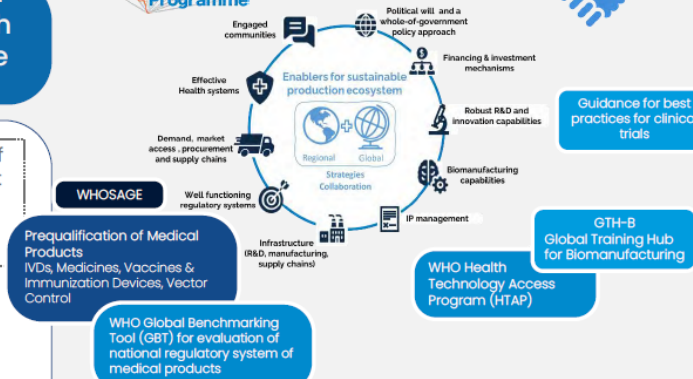 Programme
Engaged
communities
Political will and a
whole-of-government
policy approach
Financing & investment
mechanisms
Effective
Health systems
Enablers for sustainable
production ecosystem
Regional
Global
Strategies
Collaboration
Robust R&D and
innovation capabilities
Guidance for best
practices for clinica
trials
Demand, market
access , procurement
and supply chains
Biomanufacturing
capabilities
WHOSAGE
Well functioning
regulatory systems
IP management
Infrastructure
(R&D, manufacturing,
supply chains)
Prequalification of Medical
Products
IVDs, Medicines, Vaccines &
Immunization Devices, Vector
Control
GTH-B
Global Training Hub
for Biomanufacturing
WHO Health
Technology Access
Program (HTAP)
WHO Global Benchmarking
Tool (GBT) for evaluation of
national regulatory system of
medical products